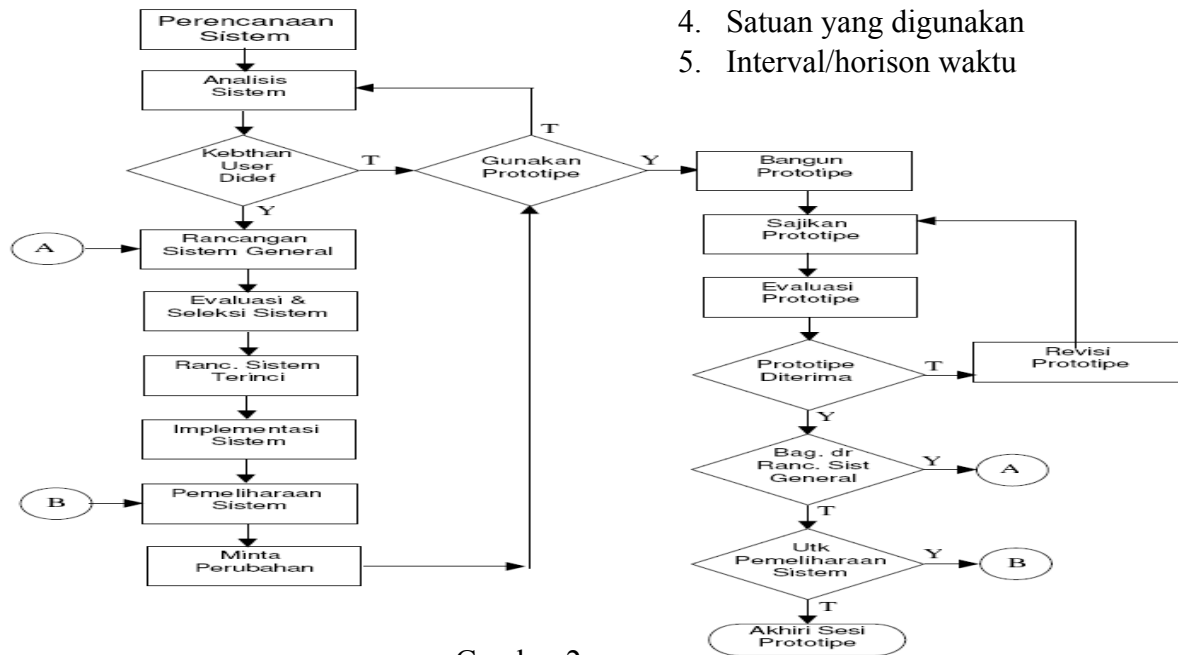 4. Satuan yang digunakan
5. Interval/horison waktu
Perencanaan
Sistem
Analisis
Sistem
Kebthan
User
Didef
T
Y
A
Rancangan
Sistem General
Evaluasi &
Seleksi Sistem
Ranc. Sistem
Terinci
Implementasi
Sistem
B
Pemeliharaan
Sistem
Minta
Perubahan
T
Gunakan
Prototipe
Y
Bangun
Prototipe
Sajikan
Prototipe
Evaluasi
Prototipe
Prototipe
Diterima
T
Revisi
Prototipe
Y
Bag. dr
Ranc. Sist
General
Y
A
T
Utk
Pemeliharaan
Sistem
Y
B
T
Akhiri Sesi
Prototipe